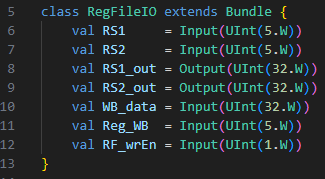 5 class RegFileIO extends Bundle {
6 val RS1 = Input(UInt(5.W))
7 val RS2 = Input(UInt(5.W))
8 val RS1_out = Output(UInt(32.W))
9 val RS2_out = Output(UInt(32.W))
10 val WB_data = Input(UInt(32.W))
11 val Reg_WB = Input(UInt(5.W))
12 val RF_wrEn = Input(UInt(1.W))
13 }